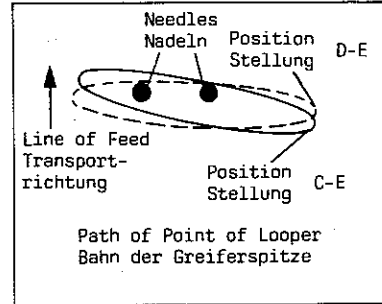 Needles
Nadeln
Position
Stellung
D-E
Line of Feed
Transport-
richtung
Position
Stellung
C-E
Path of Point of Looper
Bahn der Greiferspitze